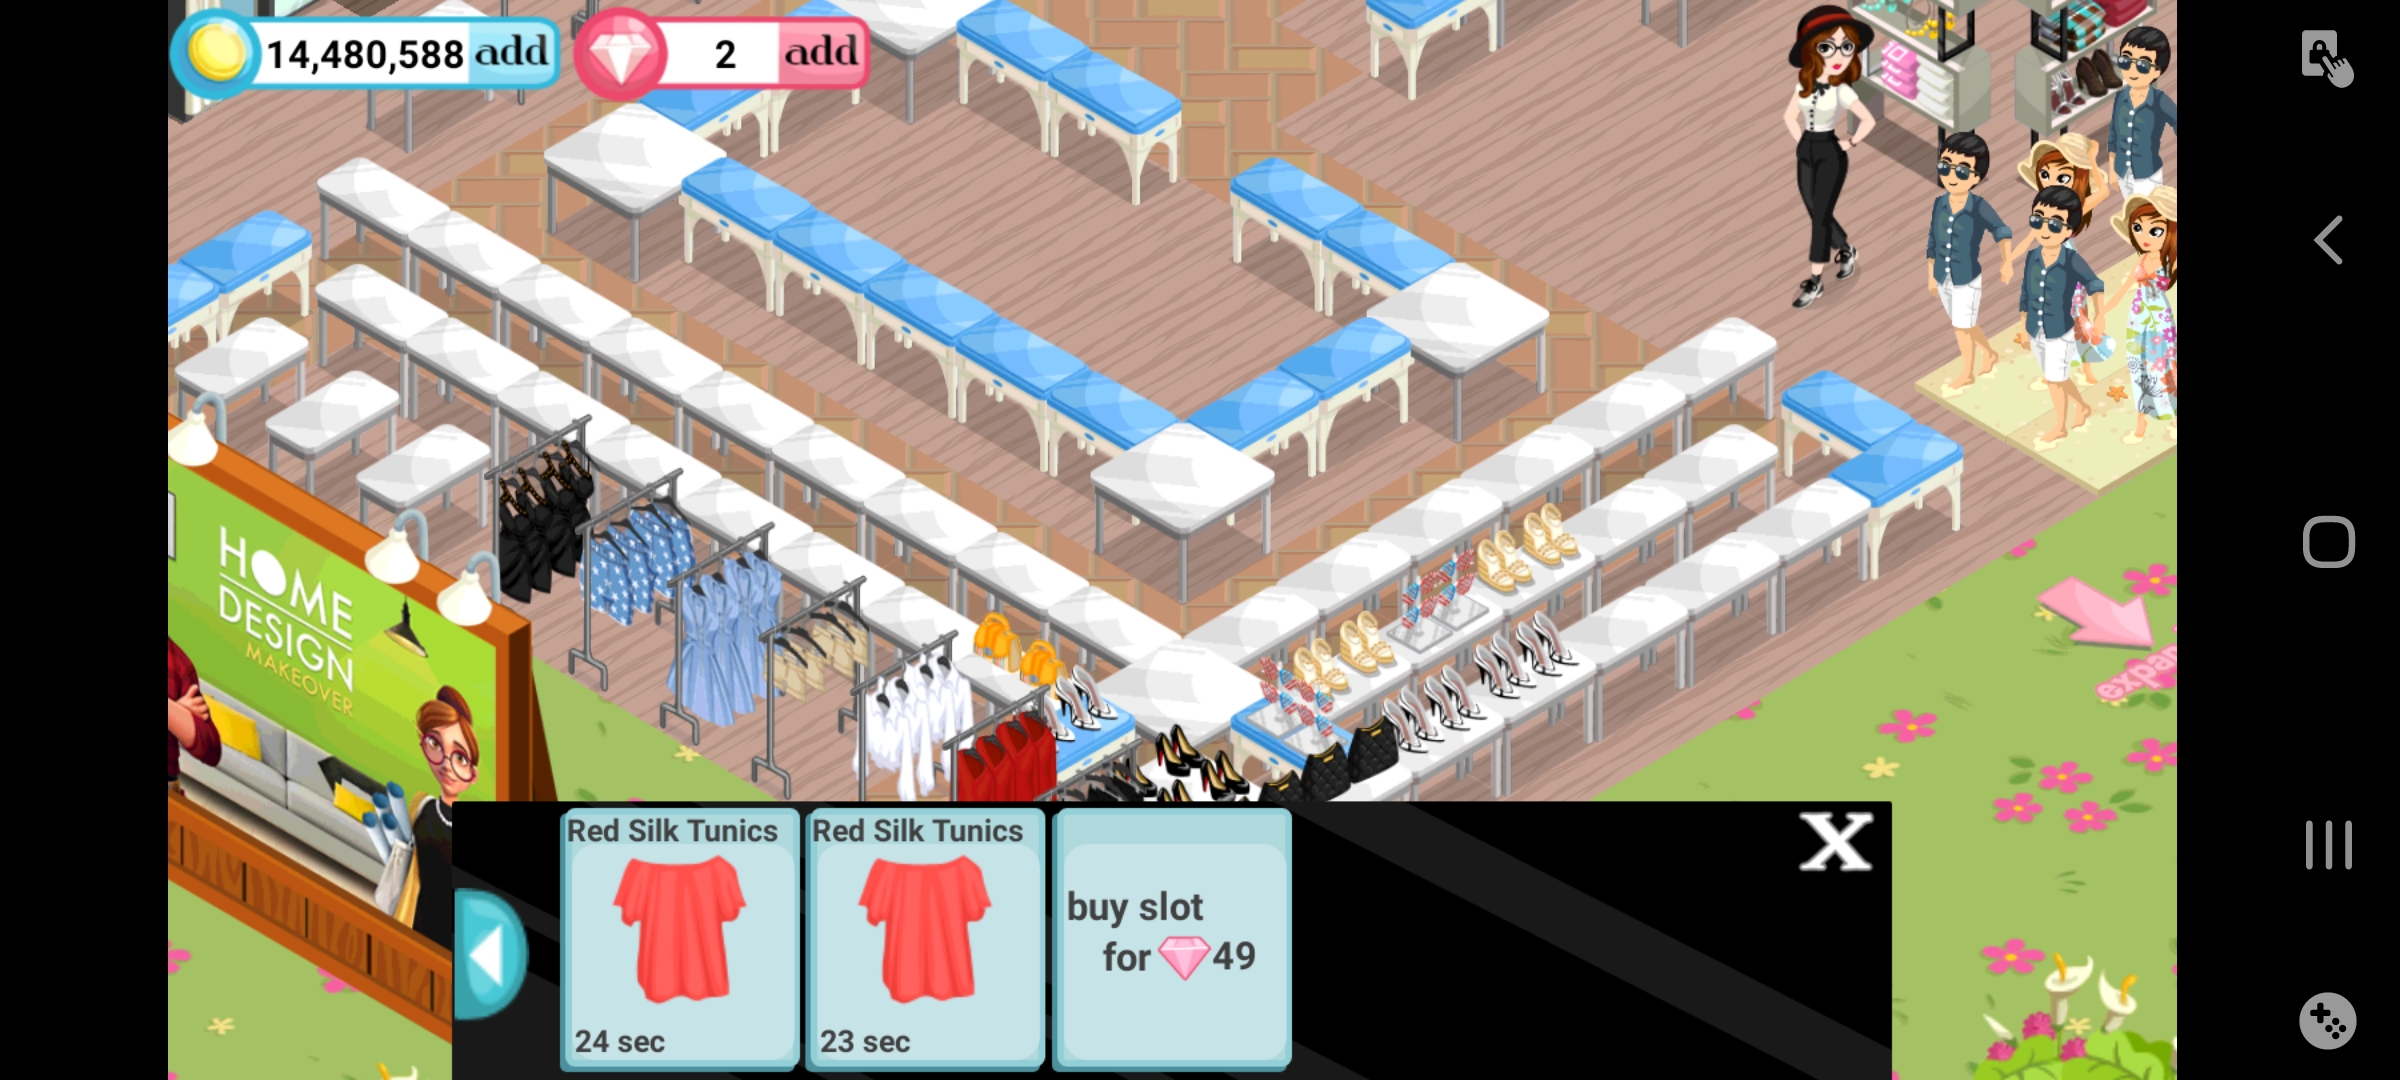 14,480,588 add
2 add
HOME
DESIGN
MAKEOVER
expan
Red Silk Tunics
24 sec
Red Silk Tunics
23 sec
buy slot
for 49
X